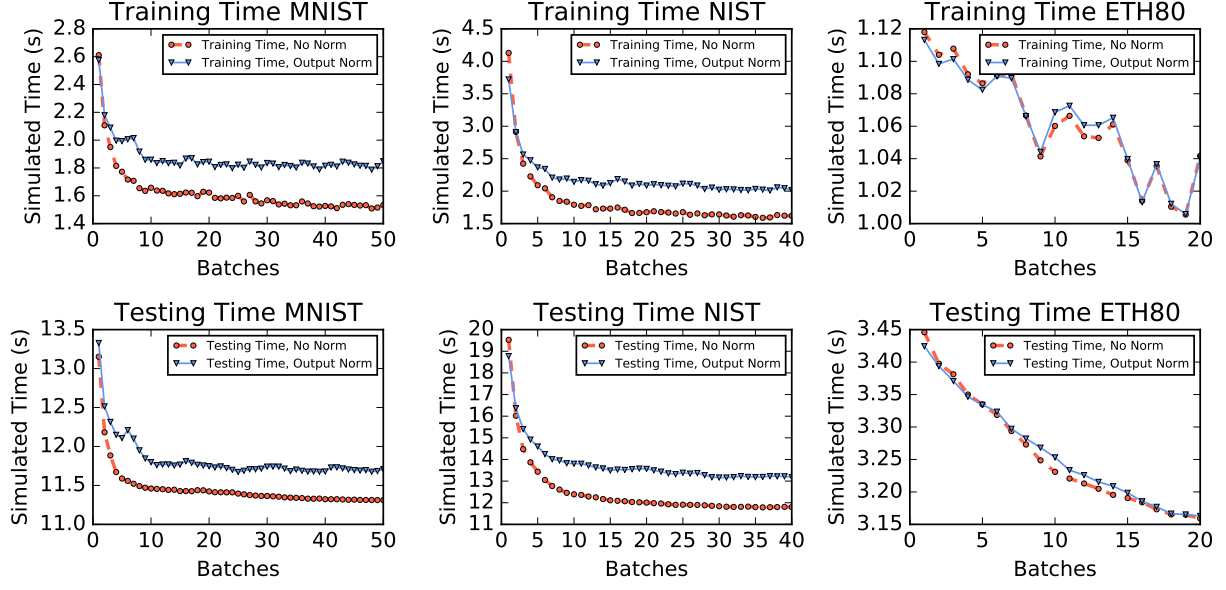 Training Time MNIST
Simulated Time (s)
2.8
2.6
2.4
2.2
2.0
1.8
1.6
1.4
Training Time, No Norm
Training Time, Output Norm
0 10 20 30 40 50
Batches
Training Time NIST
Simulated Time (s)
4.5
4.0
3.5
3.0
2.5
2.0
1.5
Training Time, No Norm
Training Time, Output Norm
0 5 10 15 20 25 30 35 40
Batches
Training Time ETH80
Simulated Time (s)
1.12
1.10
1.08
1.06
1.04
1.02
1.00
Training Time, No Norm
Training Time, Output Norm
0 5 10 15 20
Batches
Testing Time MNIST
Simulated Time (s)
13.5
13.0
12.5
12.0
11.5
11.0
Testing Time, No Norm
Testing Time, Output Norm
0 10 20 30 40 50
Batches
Testing Time NIST
Simulated Time (s)
20
19
18
17
16
15
14
13
12
11
Testing Time, No Norm
Testing Time, Output Norm
0 5 10 15 20 25 30 35 40
Batches
Testing Time ETH80
Simulated Time (s)
3.45
3.40
3.35
3.30
3.25
3.20
3.15
Testing Time, No Norm
Testing Time, Output Norm
0 5 10 15 20
Batches